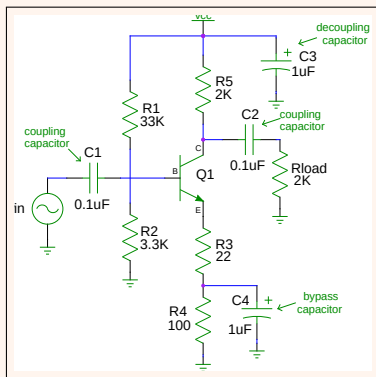 vcc
decoupling
capacitor
C3
1uF
R5
2K
R1
33K
C2
coupling
capacitor
0.1uF
coupling
capacitor
C1
0.1uF
C
B
E
Q1
Rload
2K
in
R2
3.3K
R3
22
C4
1uF
bypass
capacitor
R4
100